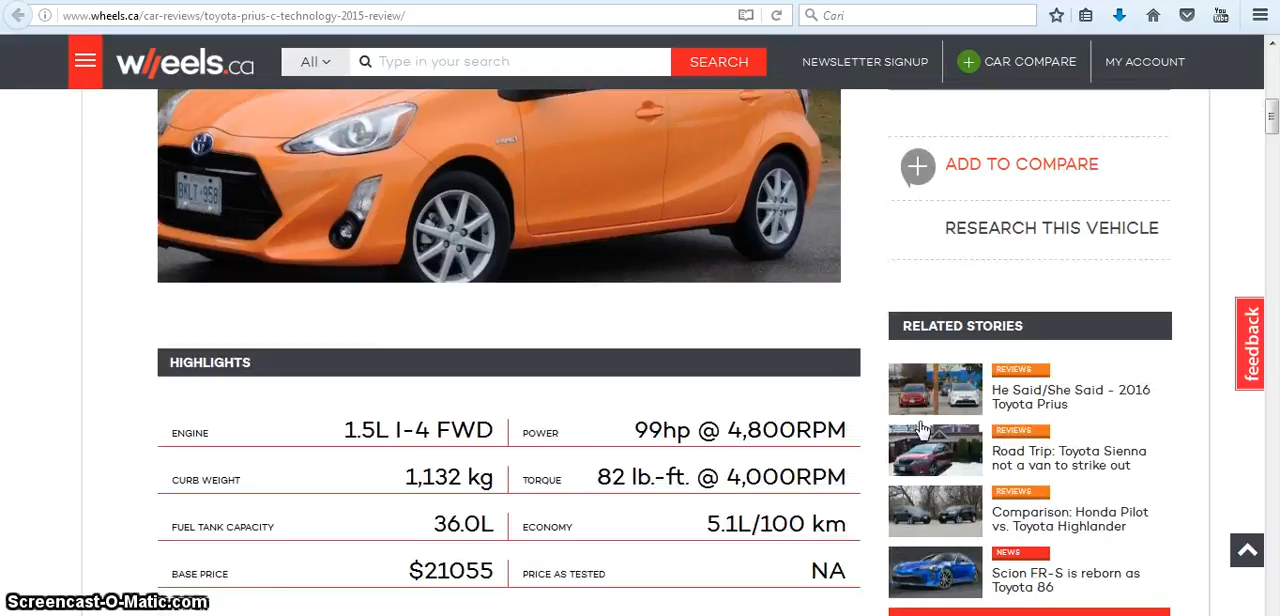 www.wheels.ca/car-reviews/toyota-prius-c-technology-2015-review/
Cari
You Tube
wheels.ca
All
Type in your search
SEARCH
NEWSLETTER SIGNUP
CAR COMPARE
MY ACCOUNT
BKLT·958
ADD TO COMPARE
RESEARCH THIS VEHICLE
feedback
HIGHLIGHTS
ENGINE 1.5L I-4 FWD POWER 99hp @ 4,800RPM
CURB WEIGHT 1,132 kg TORQUE 82 lb.-ft. @ 4,000RPM
FUEL TANK CAPACITY 36.0L ECONOMY 5.1L/100 km
BASE PRICE $21055 PRICE AS TESTED NA
RELATED STORIES
REVIEWS
He Said/She Said - 2016
Toyota Prius
REVIEWS
Road Trip: Toyota Sienna
not a van to strike out
REVIEWS
Comparison: Honda Pilot
vs. Toyota Highlander
NEWS
Scion FR-S is reborn as
Toyota 86
Screencast-O-Matic.com